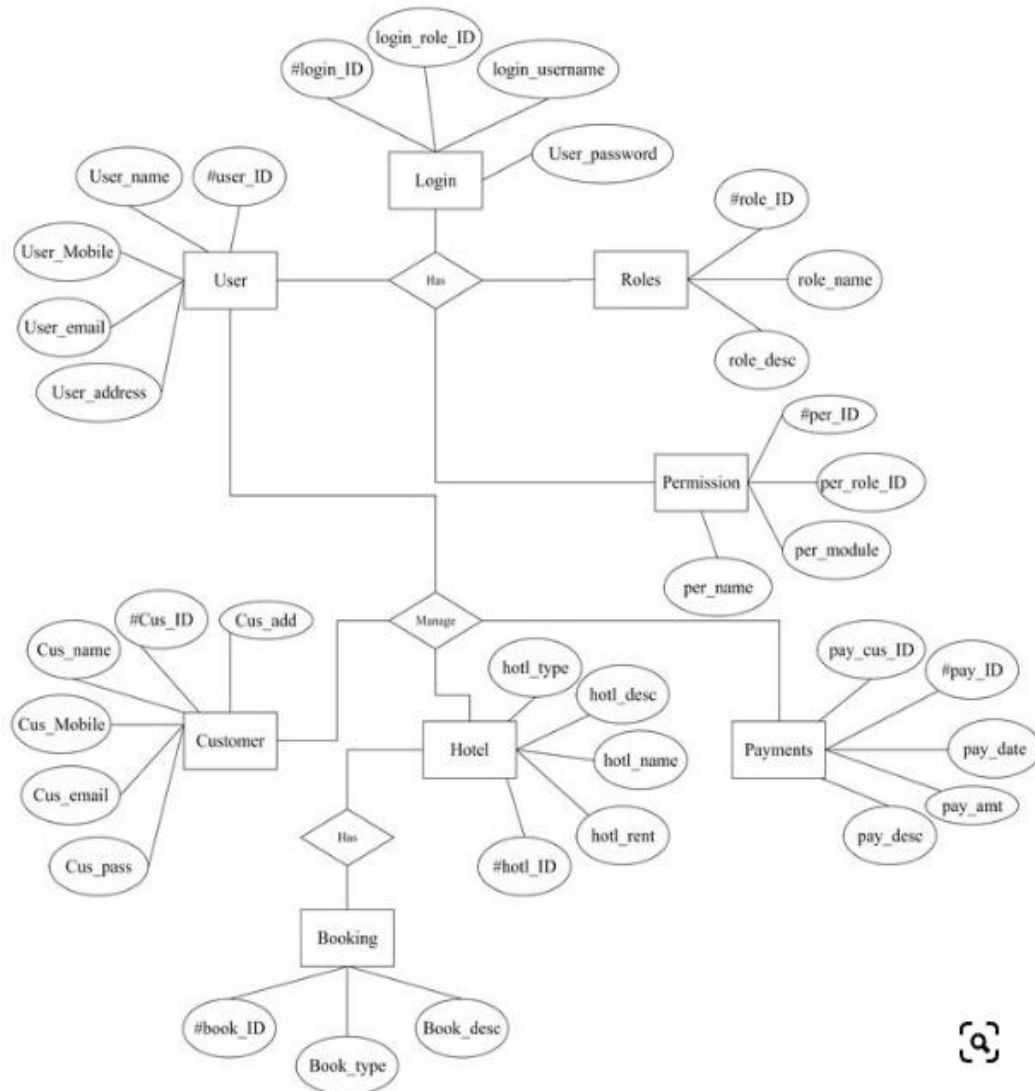 login_role_ID
#login_ID
login_username
User_password
Login
User_name
#user_ID
#role_ID
User_Mobile
User
Has
Roles
role_name
User_email
role_desc
User_address
#per_ID
Permission
per_role_ID
per_module
per_name
#Cus_ID
Cus_add
Manage
Cus_name
pay_cus_ID
hotl_type
#pay_ID
hotl_desc
Cus_Mobile
Customer
Hotel
Payments
hotl_name
pay_date
Cus_email
pay_amt
hotl_rent
pay_desc
Has
Cus_pass
#hotl_ID
Booking
#book_ID
Book_desc
Book_type